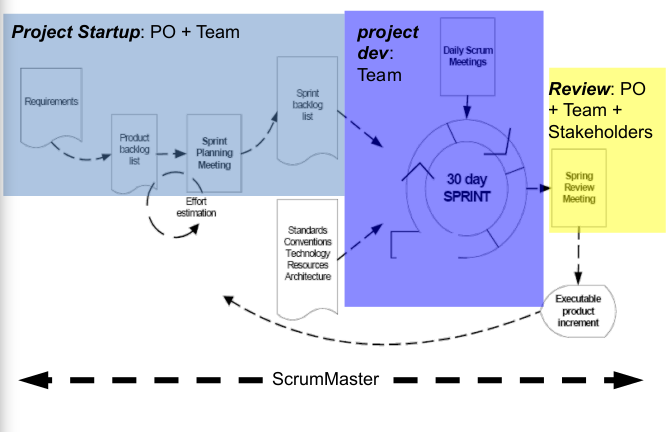 Project Startup: PO + Team
project
dev:
Team
Daily Scrum
Meetings
Review: PO
+ Team +
Stakeholders
Requirements
Product
backlog
list
Sprint
Planning
Meeting
Sprint
backlog
list
Effort
estimation
30 day
SPRINT
Spring
Review
Meeting
Standards
Conventions
Technology
Resources
Architecture
Executable
product
increment
ScrumMaster